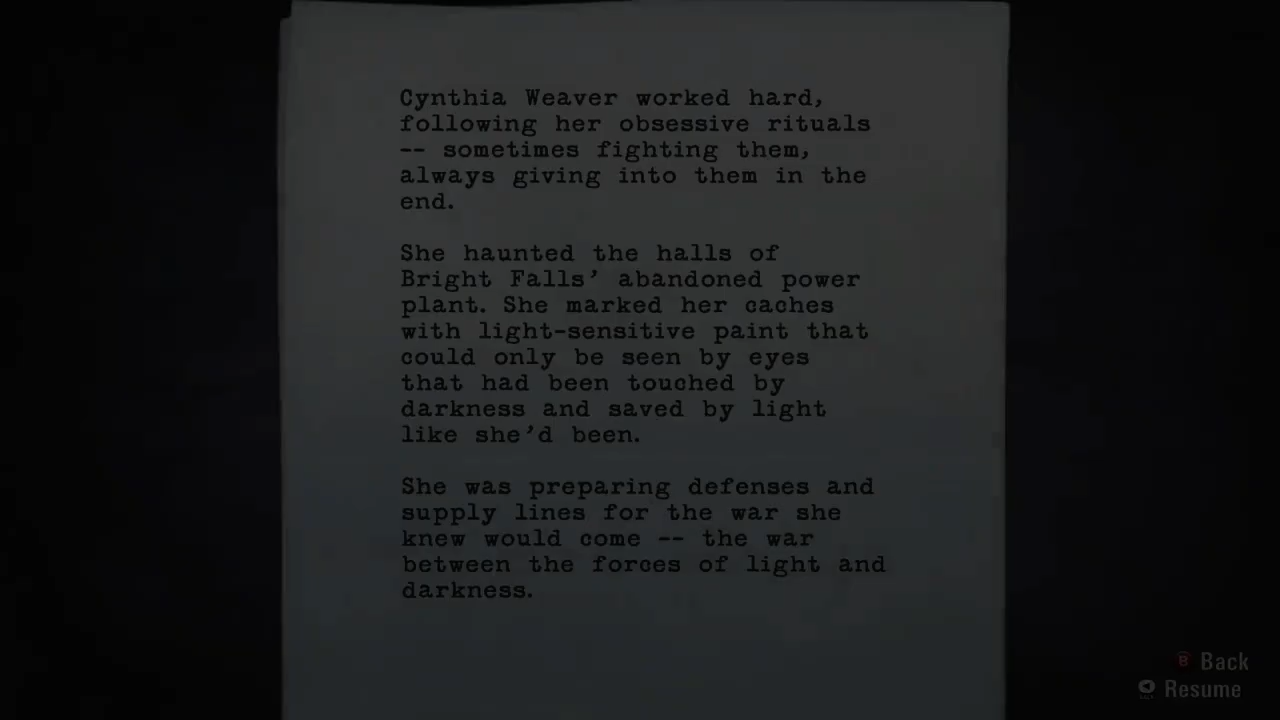 Cynthia Weaver worked hard,
following her obsessive rituals
-- sometimes fighting them,
always giving into them in the
end.
She haunted the halls of
Bright Falls' abandoned power
plant. She marked her caches
with light-sensitive paint that
could only be seen by eyes
that had been touched by
darkness and saved by light
like she'd been.
She was preparing defenses and
supply lines for the war she
knew would come -- the war
between the forces of light and
darkness.
B Back
Resume